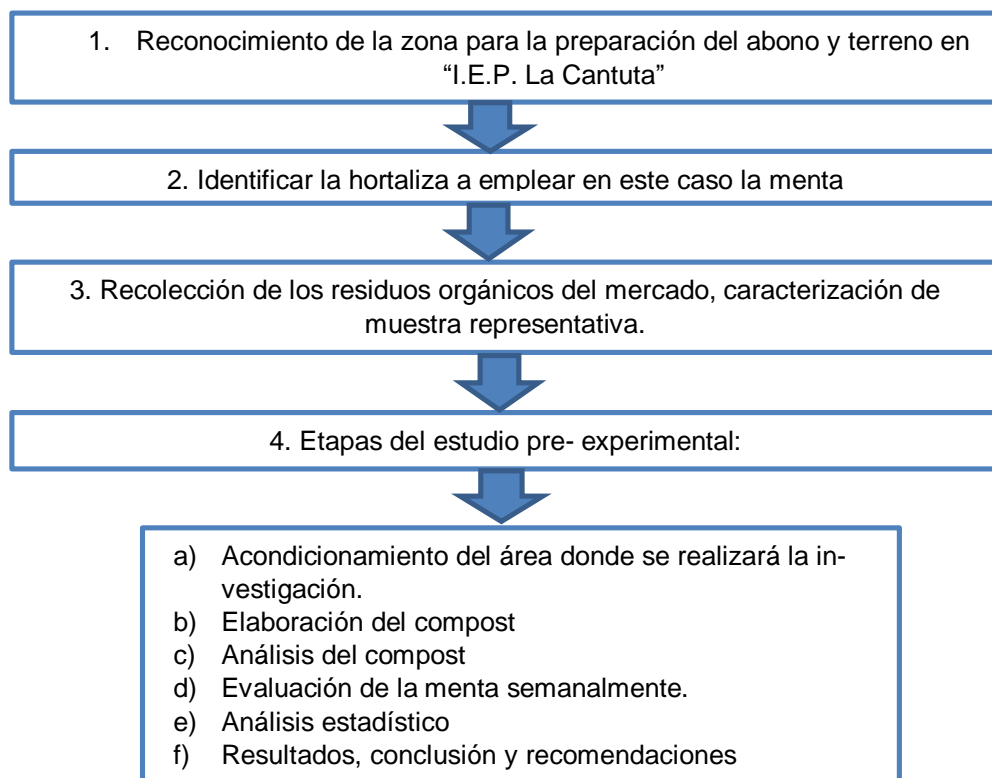 1. Reconocimiento de la zona para la preparación del abono y terreno en
“I.E.P. La Cantuta”
2. Identificar la hortaliza a emplear en este caso la menta
3. Recolección de los residuos orgánicos del mercado, caracterización de
muestra representativa.
4. Etapas del estudio pre- experimental:
a) Acondicionamiento del área donde se realizará la in-
vestigación.
b) Elaboración del compost
c) Análisis del compost
d) Evaluación de la menta semanalmente.
e) Análisis estadístico
f) Resultados, conclusión y recomendaciones